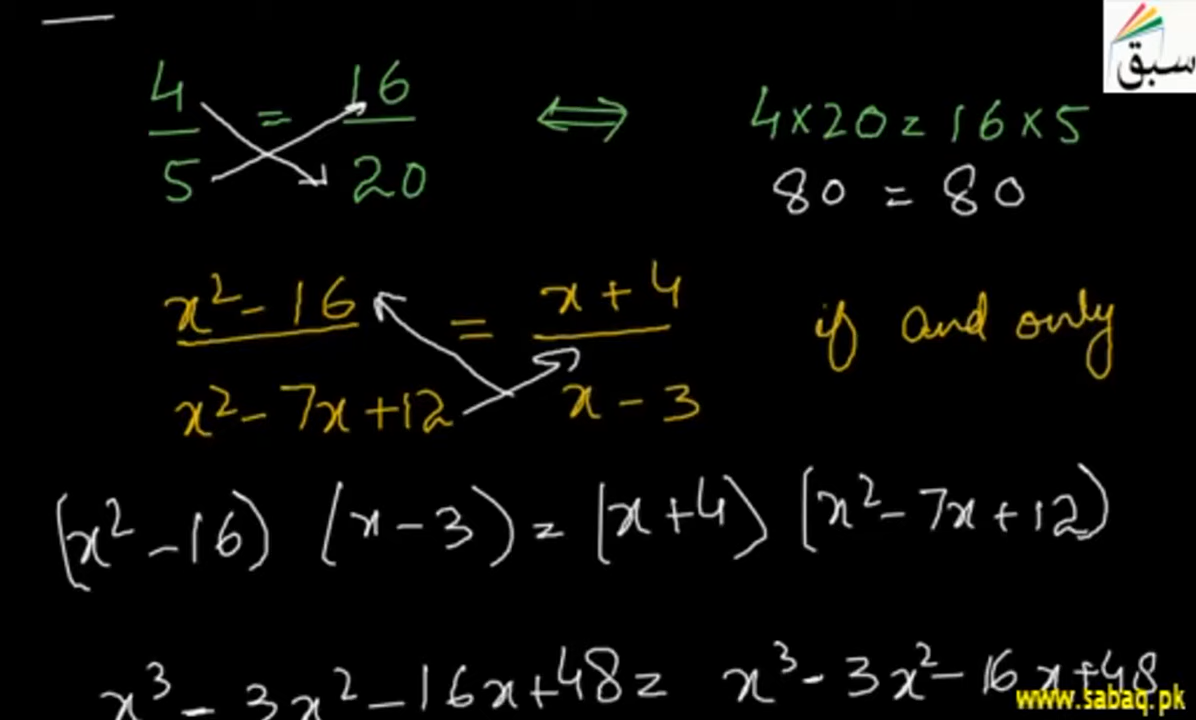 سبق
4/5 = 16/20 ⟺ 4×20 = 16×5
80 = 80
x²-16/x²-7x+12 = x+4/x-3 if and only
(x²-16) (x-3) = (x+4) (x²-7x+12)
x³-3x²-16x+48 = x³-3x²-16x+48
www.sabaq.pk